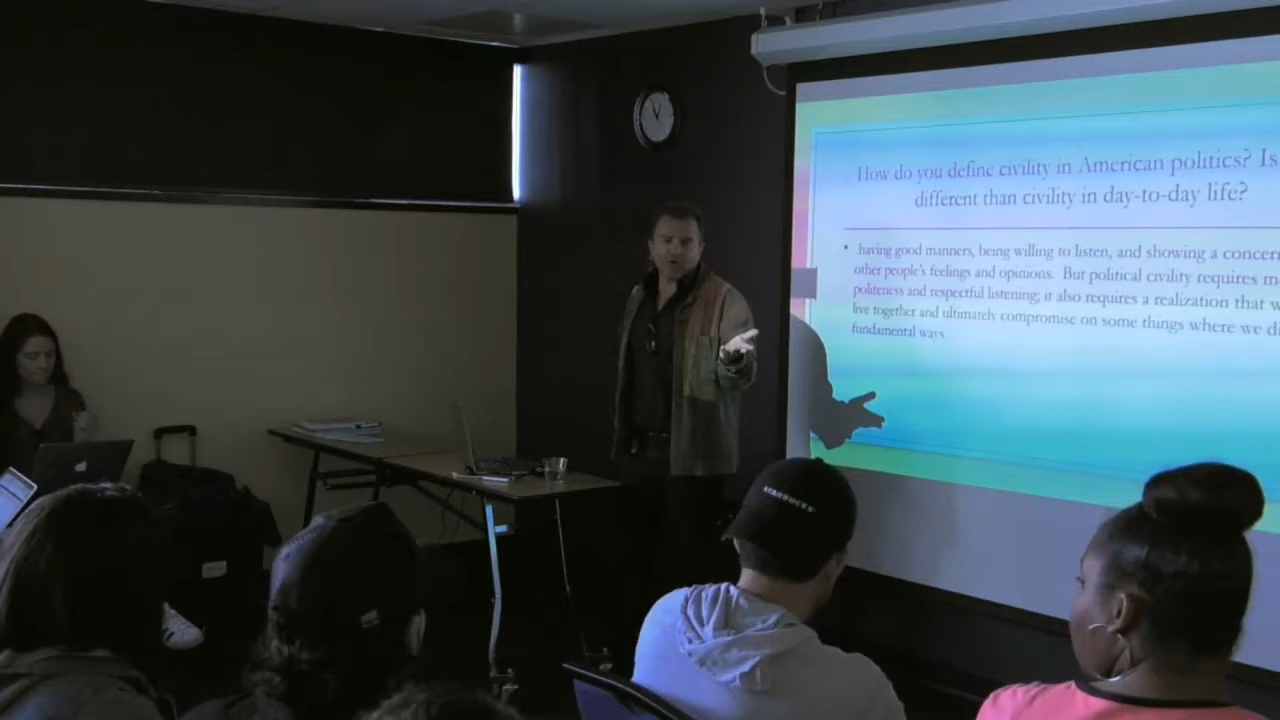 How do you define civility in American politics? Is
different than civility in day-to-day life?
• having good manners, being willing to listen, and showing a concern
other people's feelings and opinions. But political civility requires
politeness and respectful listening; it also requires a realization that
live together and ultimately compromise on some things where we
fundamental ways
STARBUCKS